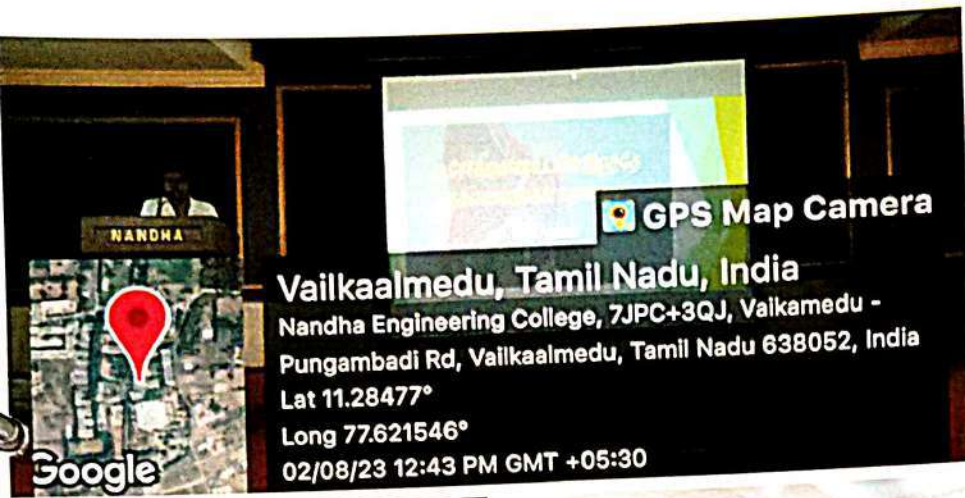 NANDHA
GPS Map Camera
Vailkaalmedu, Tamil Nadu, India
Nandha Engineering College, 7JPC+3QJ, Vaikamedu -
Pungambadi Rd, Vailkaalmedu, Tamil Nadu 638052, India
Lat 11.28477°
Long 77.621546°
02/08/23 12:43 PM GMT +05:30
Google